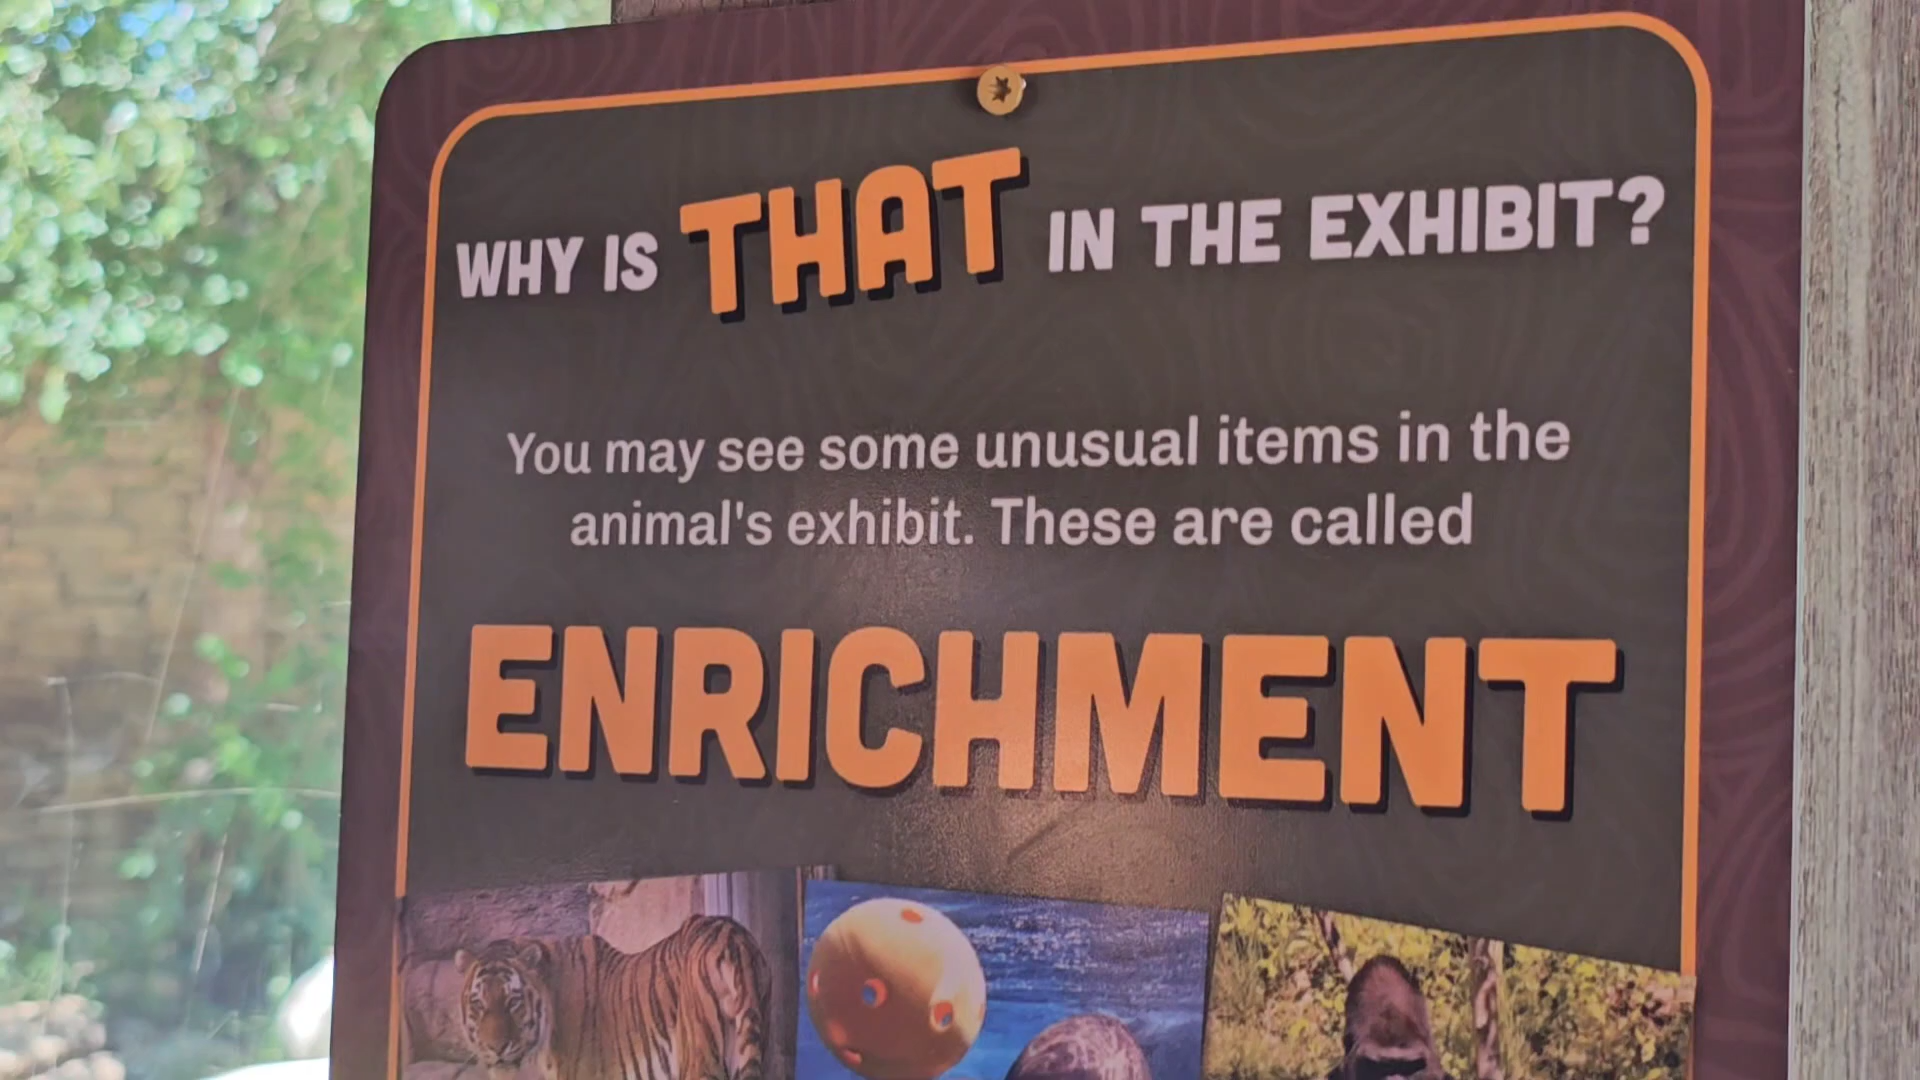 WHY IS THAT IN THE EXHIBIT?
You may see some unusual items in the
animal's exhibit. These are called
ENRICHMENT